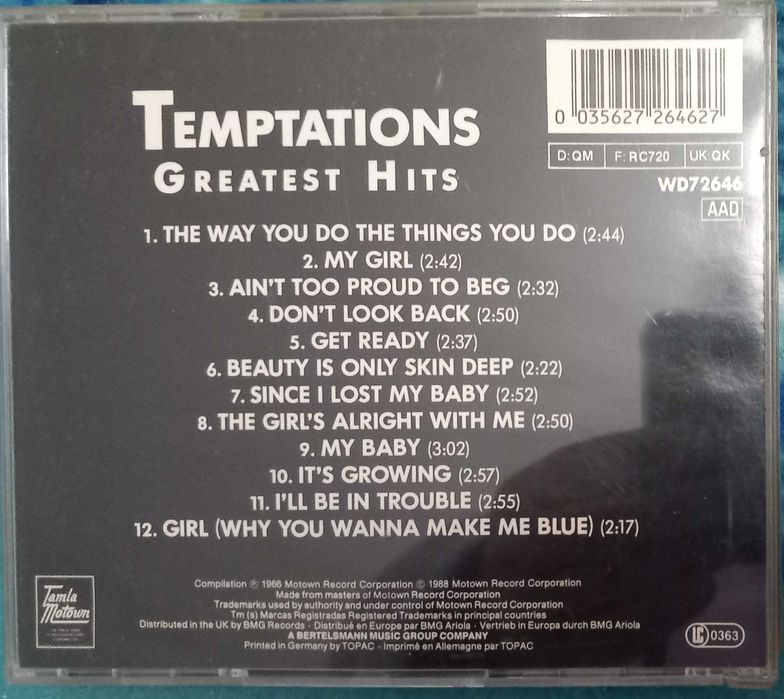 TEMPTATIONS
GREATEST HITS
0 035627 264627
D:QM F:RC720 UK:QK
WD72646
AAD
1. THE WAY YOU DO THE THINGS YOU DO (2:44)
2. MY GIRL (2:42)
3. AIN'T TOO PROUD TO BEG (2:32)
4. DON'T LOOK BACK (2:50)
5. GET READY (2:37)
6. BEAUTY IS ONLY SKIN DEEP (2:22)
7. SINCE I LOST MY BABY (2:52)
8. THE GIRL'S ALRIGHT WITH ME (2:50)
9. MY BABY (3:02)
10. IT'S GROWING (2:57)
11. I'LL BE IN TROUBLE (2:55)
12. GIRL (WHY YOU WANNA MAKE ME BLUE) (2:17)
Tamla
Motown
Compilation ℗ 1966 Motown Record Corporation © 1988 Motown Record Corporation
Made from masters of Motown Record Corporation
Trademarks used by authority and under control of Motown Record Corporation
Tm (s) Marcas Registradas Registered Trademarks in principal countries
Distributed in the UK by BMG Records · Distribué en Europe par BMG Ariola · Vertrieb in Europa durch BMG Ariola
A BERTELSMANN MUSIC GROUP COMPANY
Printed in Germany by TOPAC · Imprimé en Allemagne par TOPAC
LC 0363